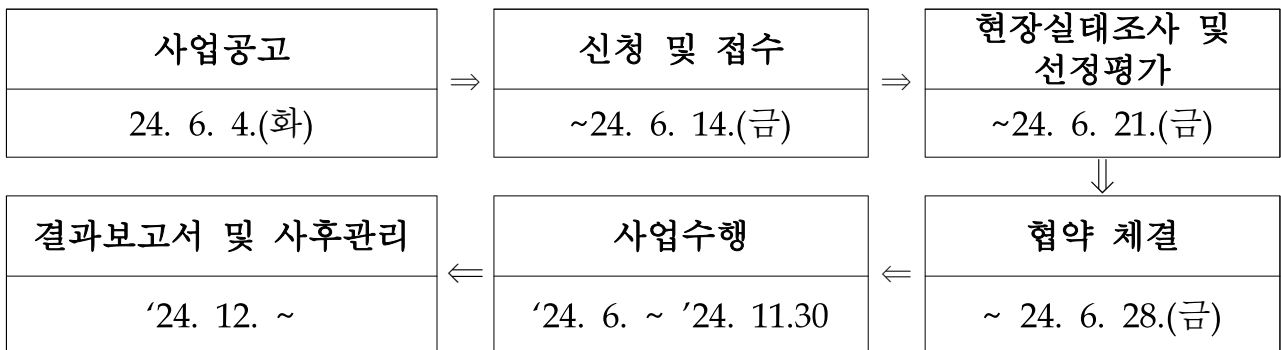 사업공고
24. 6. 4.(화)
⇒
신청 및 접수
~24. 6. 14.(금)
⇒
현장실태조사 및
선정평가
~24. 6. 21.(금)
⇓
협약 체결
~ 24. 6. 28.(금)
⇐
사업수행
‘24. 6. ~ ’24. 11.30
⇐
결과보고서 및 사후관리
‘24. 12. ~